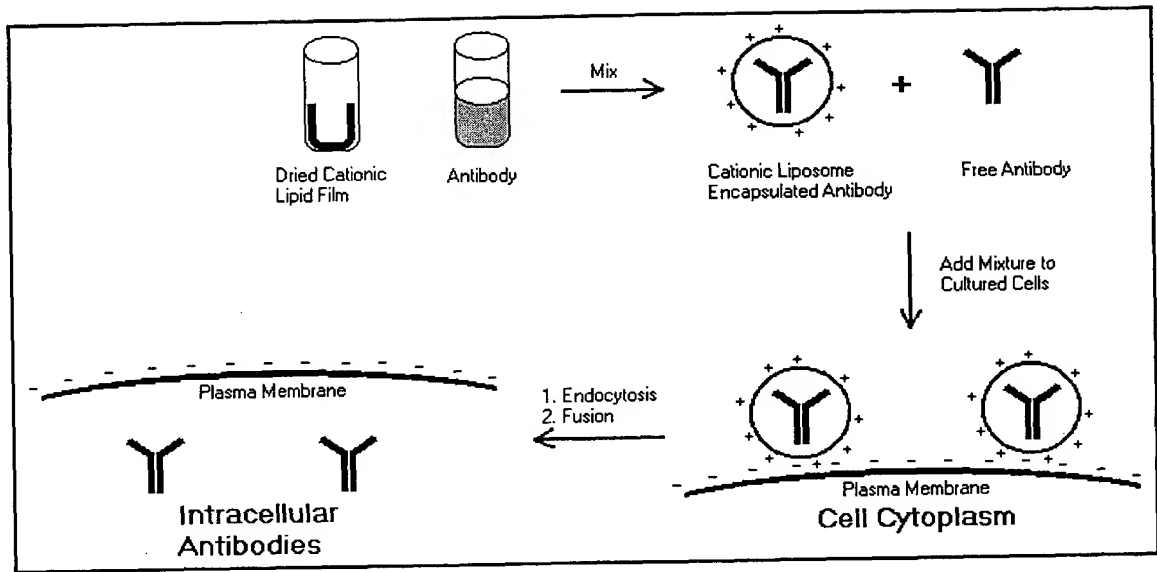 Mix
+
Dried Cationic
Lipid Film
Antibody
Cationic Liposome
Encapsulated Antibody
Free Antibody
Add Mixture to
Cultured Cells
Plasma Membrane
1. Endocytosis
2. Fusion
Plasma Membrane
Intracellular
Antibodies
Cell Cytoplasm